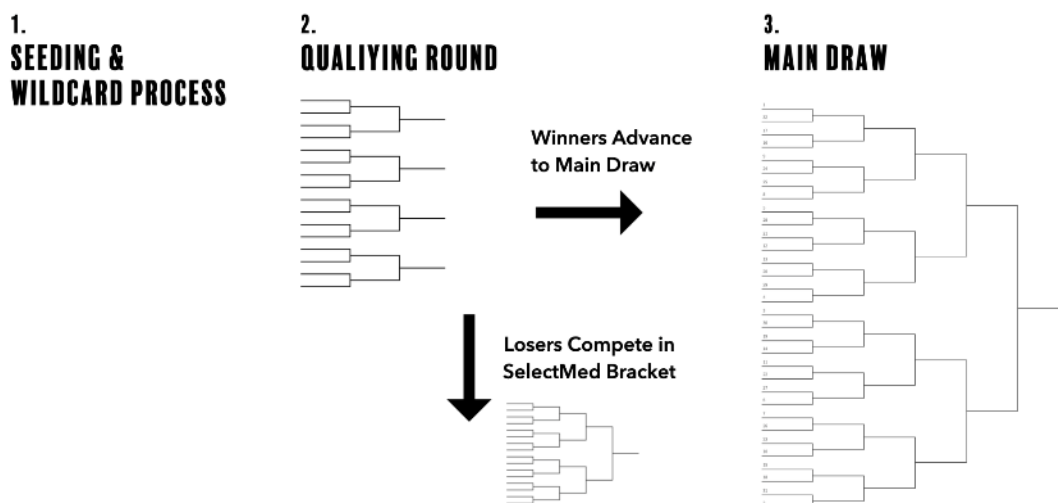 1.
SEEDING &
WILDCARD PROCESS
2.
QUALIYING ROUND
Winners Advance
to Main Draw
Losers Compete in
SelectMed Bracket
3.
MAIN DRAW